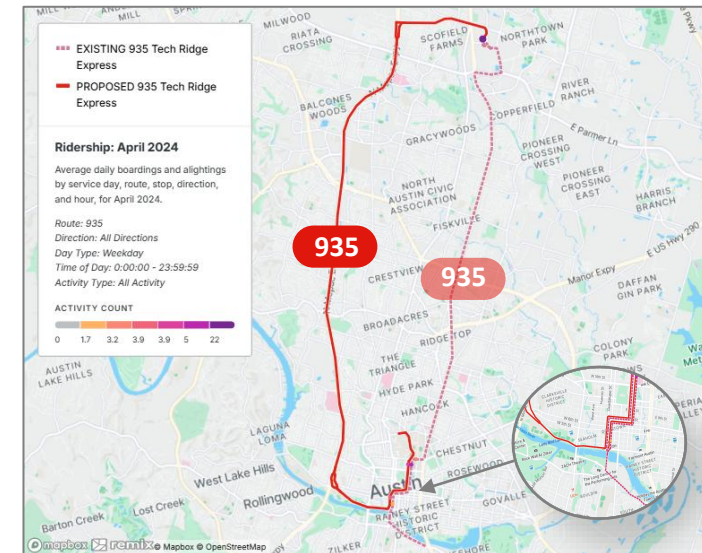 EXISTING 935 Tech Ridge
Express
PROPOSED 935 Tech Ridge
Express
Ridership: April 2024
Average daily boardings and alightings
by service day, route, stop, direction,
and hour, for April 2024.
Route: 935
Direction: All Directions
Day Type: Weekday
Time of Day: 0:00:00 - 23:59:59
Activity Type: All Activity
ACTIVITY COUNT
0 1.7 3.2 3.9 3.9 5 22
MILWOOD
RIATA
CROSSING
SCOFIELD
FARMS
NORTHTOWN
PARK
BALCONES
WOODS
RIVER
RANCH
COPPERFIELD
E Parmer Ln
GRACYWOODS
PIONEER
CROSSING
WEST
PIONEER
CROSSING
EAST
HARRIS
BRANCH
NORTH
AUSTIN CIVIC
ASSOCIATION
FISKVILLE
E US Hwy 290
935
935
CRESTVIEW
Manor Expy
DAFFAN
GIN PARK
BROADACRES
RIDGE TOP
COLONY
PARK
THE
TRIANGLE
AUSTIN
LAKE HILLS
HYDE PARK
HANCOCK
LAGUNA
LOMA
CHESTNUT
ROSEWOOD
West Lake Hills
Austin
Rollingwood
Lost Creek
Barton Creek
RAINEY STREET
HISTORIC
DISTRICT
GOVALLE
ZILKER
SHORE
mapbox remix © Mapbox © OpenStreetMap